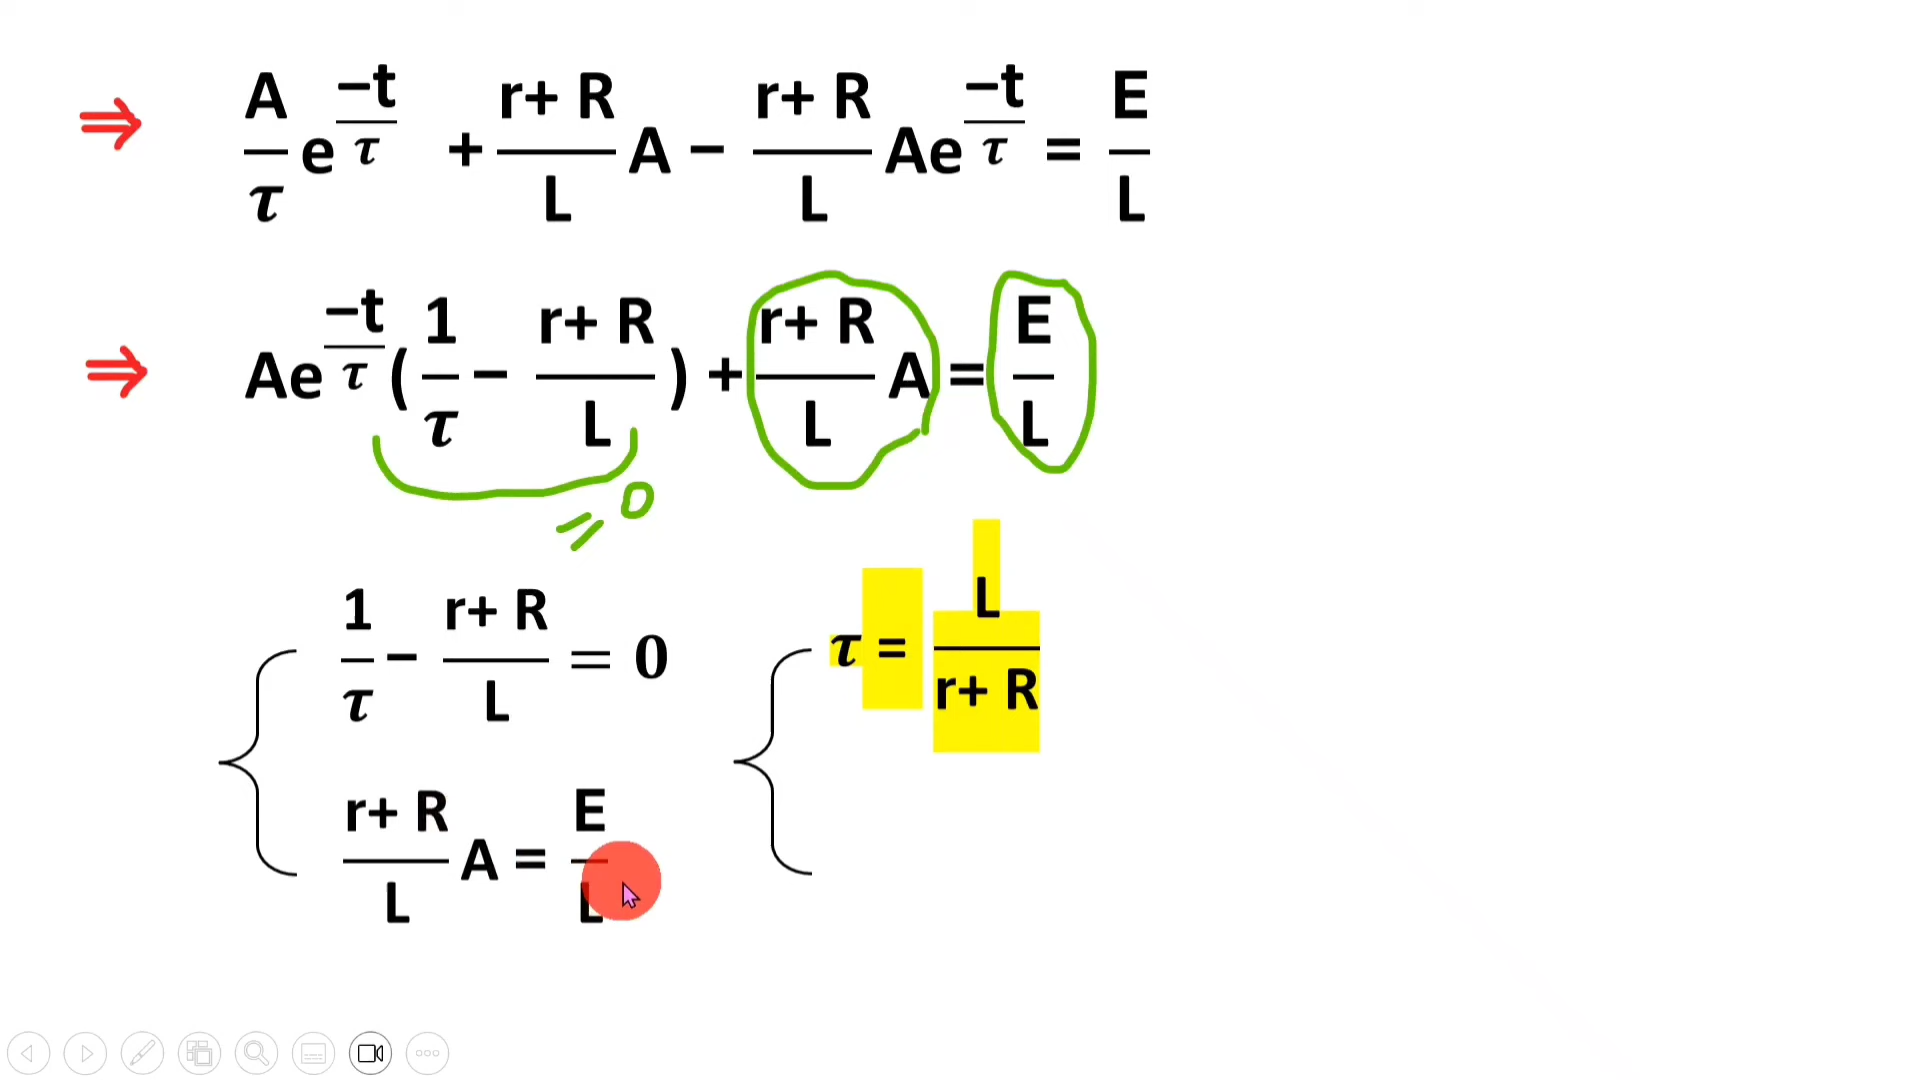 ⇒ A/τ e^(−t/τ) + (r+ R)/L A − (r+ R)/L Ae^(−t/τ) = E/L
⇒ Ae^(−t/τ) (1/τ − (r+ R)/L) + (r+ R)/L A = E/L
= 0
1/τ − (r+ R)/L = 0
τ = L/(r+ R)
(r+ R)/L A = E/L